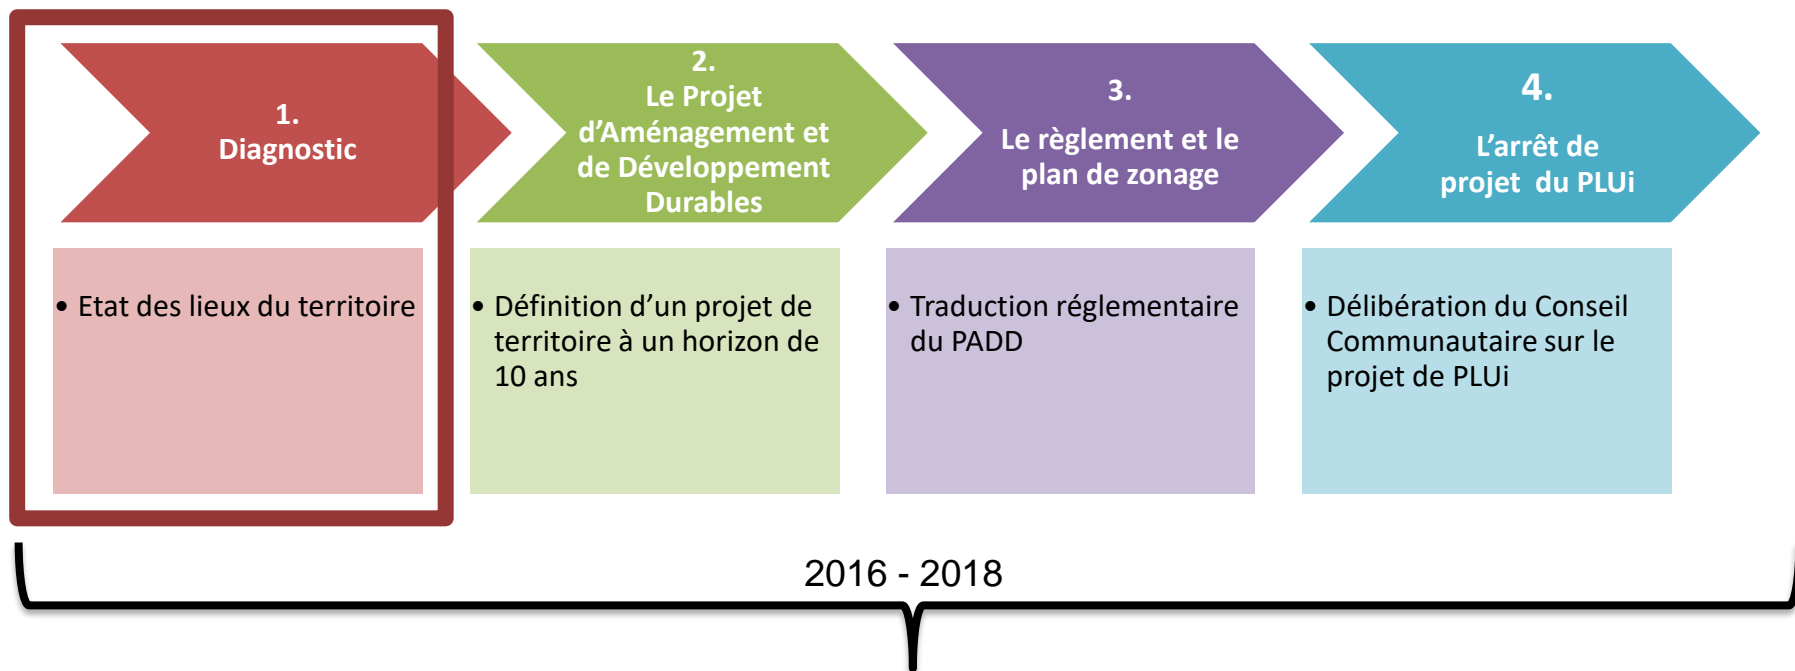 1.
Diagnostic
• Etat des lieux du territoire
2.
Le Projet
d’Aménagement et
de Développement
Durables
• Définition d’un projet de
territoire à un horizon de
10 ans
3.
Le règlement et le
plan de zonage
• Traduction réglementaire
du PADD
4.
L’arrêt de
projet du PLUi
• Délibération du Conseil
Communautaire sur le
projet de PLUi
2016 - 2018